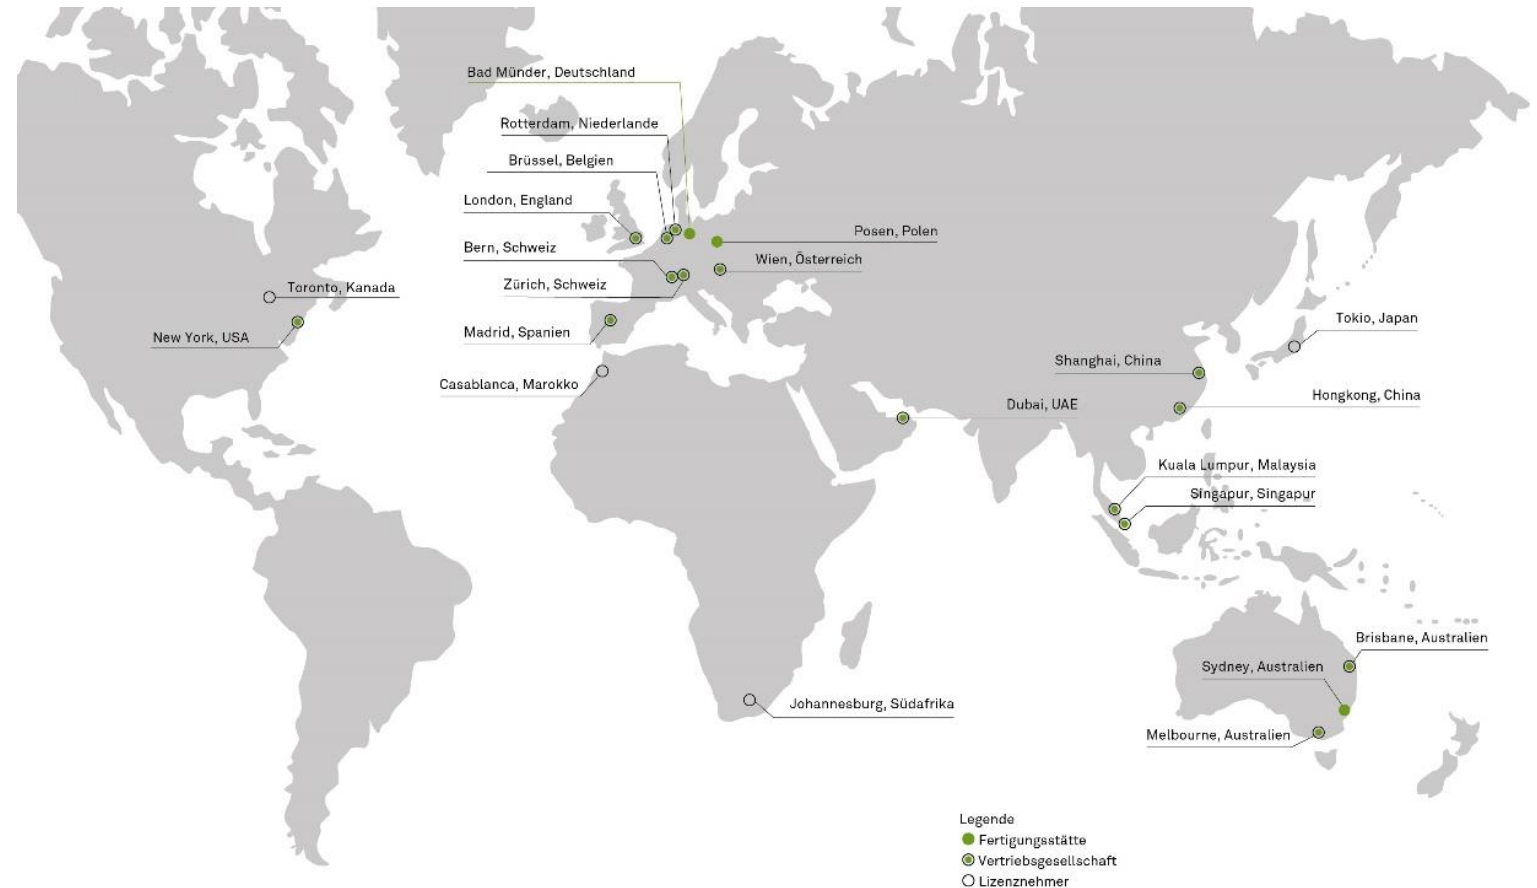 Bad Münder, Deutschland
Rotterdam, Niederlande
Brüssel, Belgien
London, England
Posen, Polen
Bern, Schweiz
Wien, Österreich
Zürich, Schweiz
Toronto, Kanada
New York, USA
Madrid, Spanien
Tokio, Japan
Shanghai, China
Casablanca, Marokko
Hongkong, China
Dubai, UAE
Kuala Lumpur, Malaysia
Singapur, Singapur
Brisbane, Australien
Sydney, Australien
Johannesburg, Südafrika
Melbourne, Australien
Legende
Fertigungsstätte
Vertriebsgesellschaft
Lizenznehmer